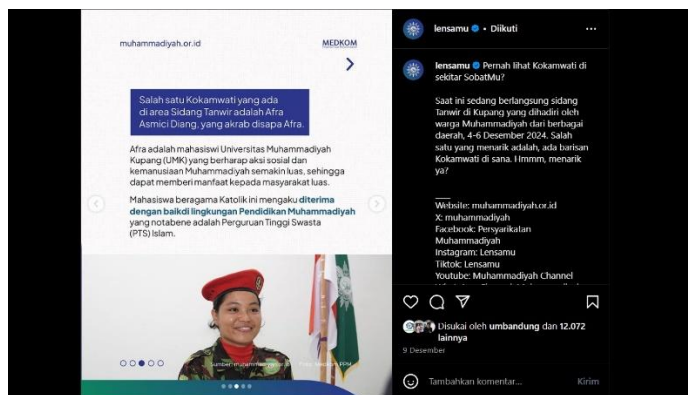 muhammadiyah.or.id
MEDKOM
Salah satu Kokamwati yang ada
di area Sidang Tanwir adalah Afra
Asmici Diang, yang akrab disapa Afra.
Afra adalah mahasiswi Universitas Muhammadiyah
Kupang (UMK) yang berharap aksi sosial dan
kemanusiaan Muhammadiyah semakin luas, sehingga
dapat memberi manfaat kepada masyarakat luas.
Mahasiswa beragama Katolik ini mengaku diterima
dengan baik di lingkungan Pendidikan Muhammadiyah
yang notabene adalah Perguruan Tinggi Swasta
(PTS) Islam.
lensamu • Diikuti
lensamu Pernah lihat Kokamwati di
sekitar SobatMu?
Saat ini sedang berlangsung sidang
Tanwir di Kupang yang dihadiri oleh
warga Muhammadiyah dari berbagai
daerah, 4-6 Desember 2024. Salah
satu yang menarik adalah, ada barisan
Kokamwati di sana. Hmmm, menarik
ya?
Website: muhammadiyah.or.id
X: muhammadiyah
Facebook: Persyarikatan
Muhammadiyah
Instagram: Lensamu
Tiktok: Lensamu
Youtube: Muhammadiyah Channel
Disukai oleh umbandung dan 12.072
lainnya
9 Desember
Tambahkan komentar...
Kirim